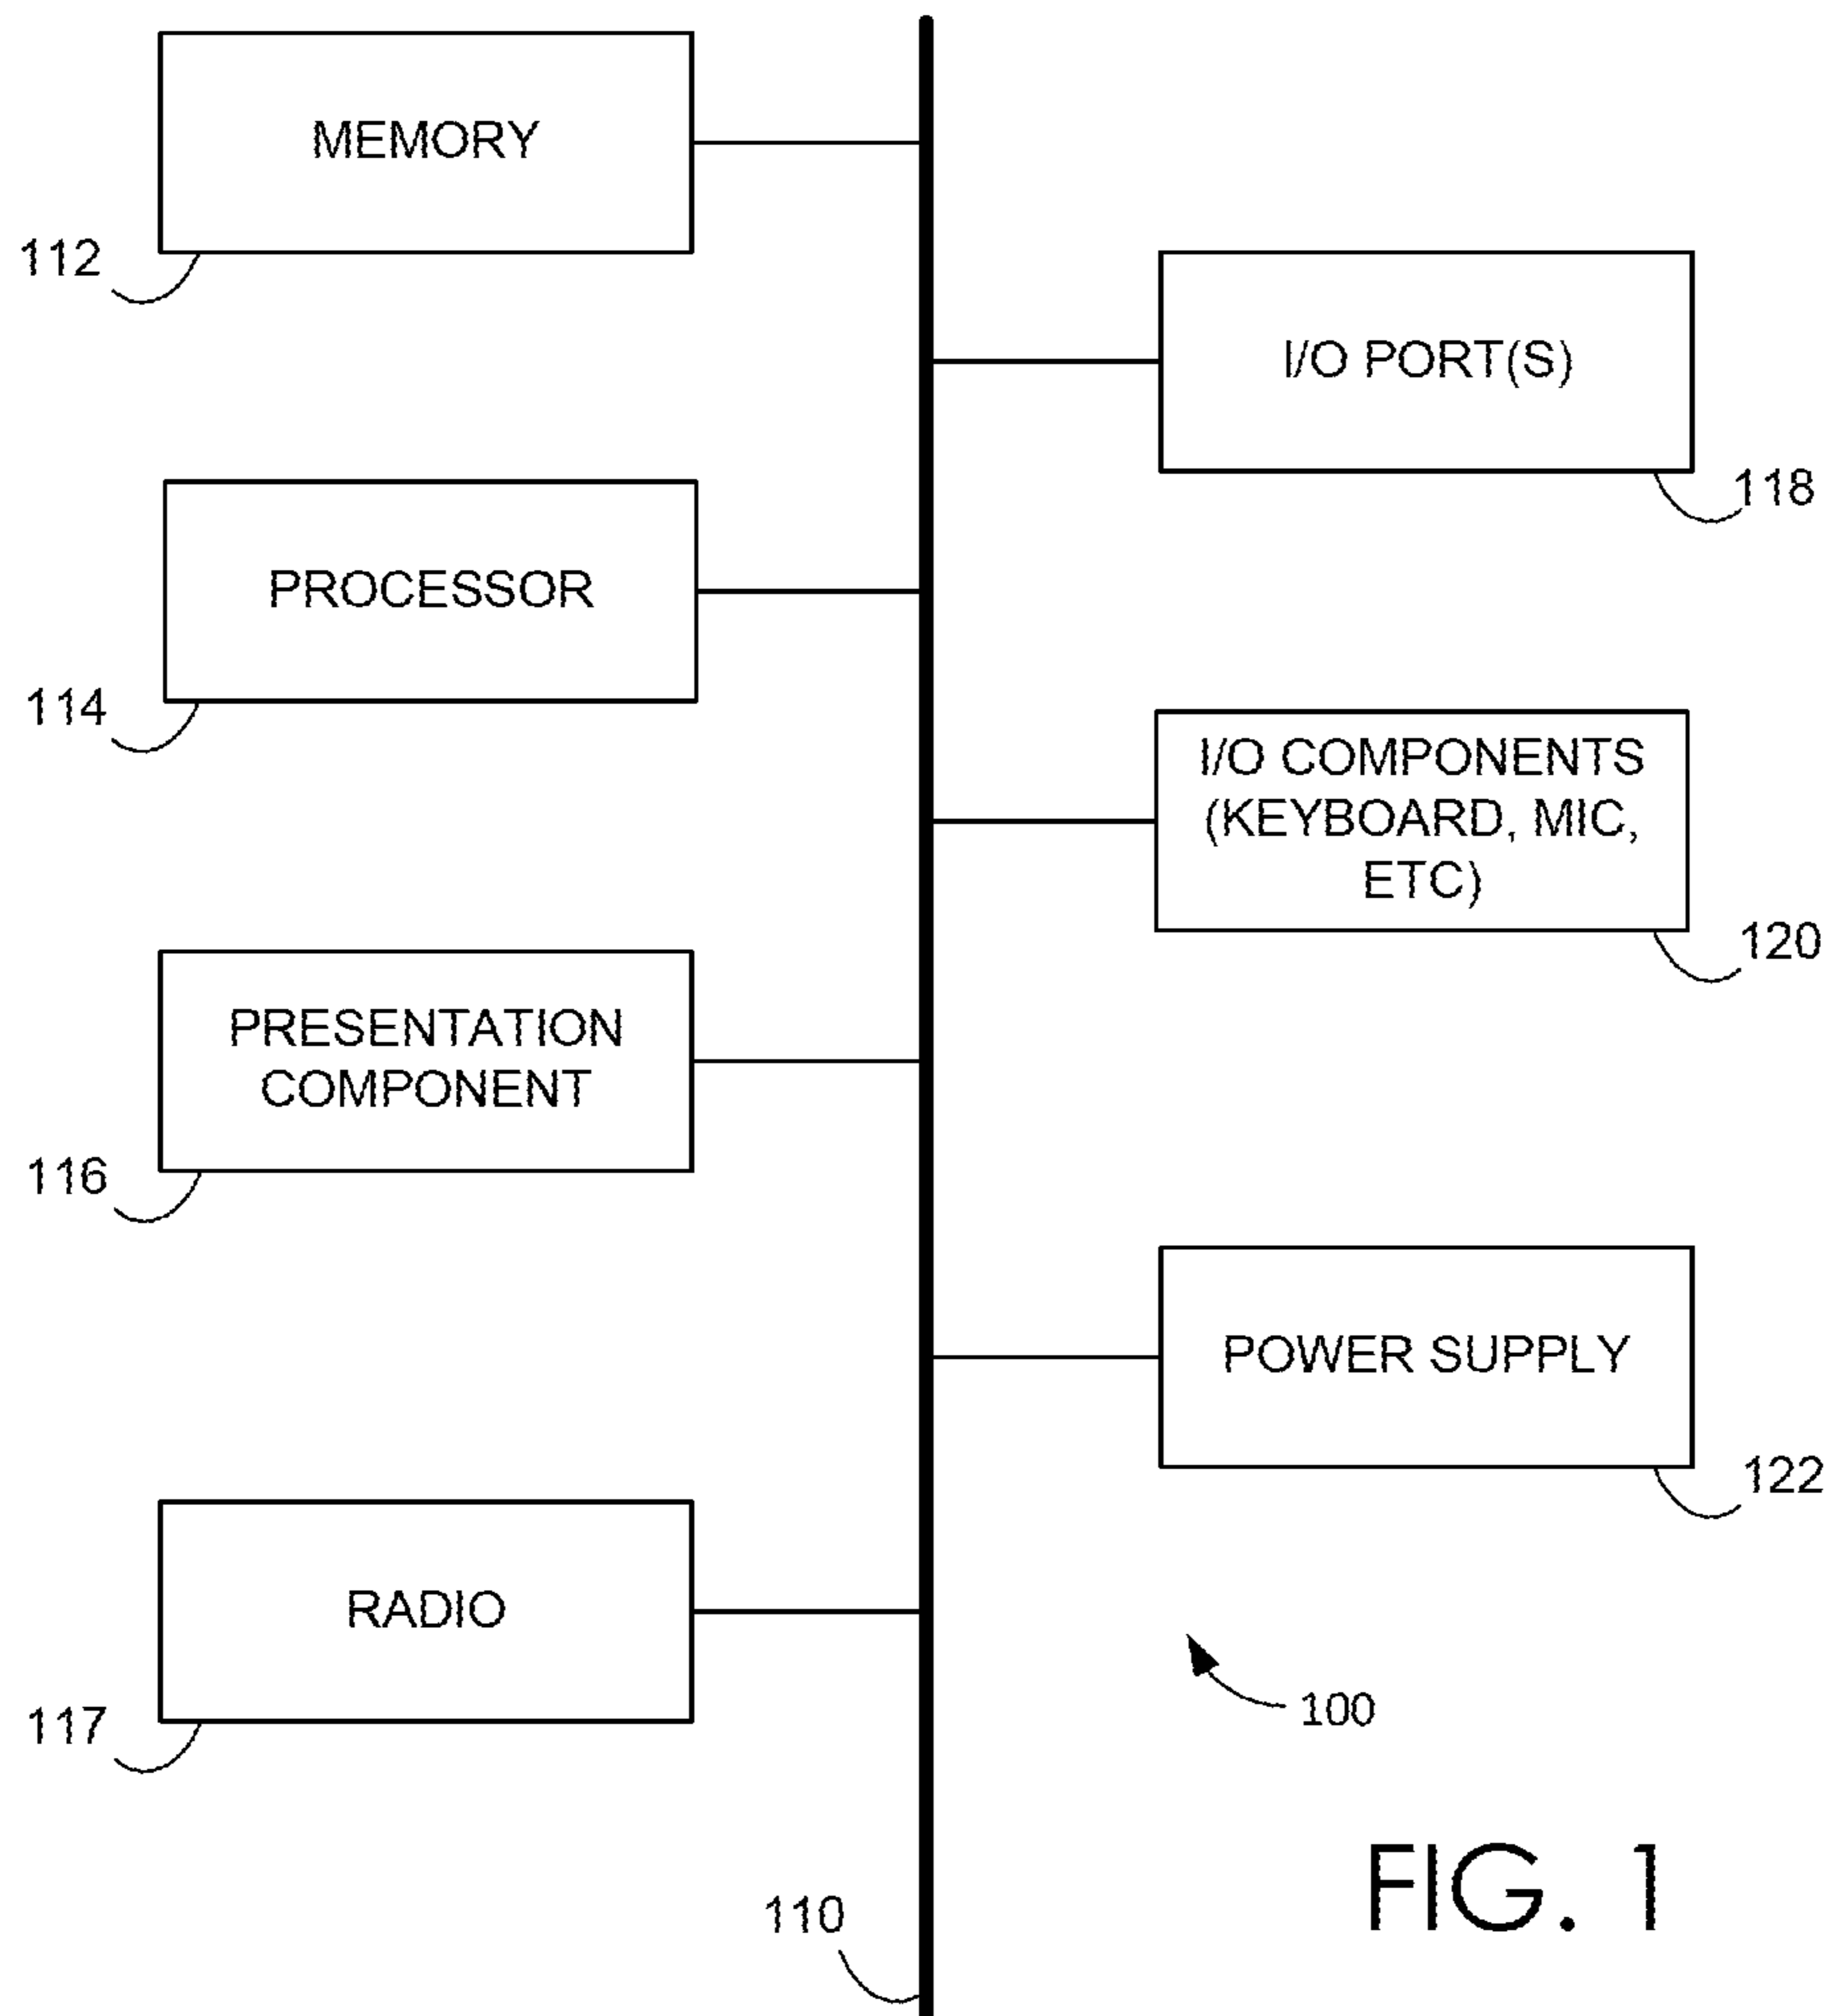 MEMORY
112
I/O PORT(S)
118
PROCESSOR
114
I/O COMPONENTS
(KEYBOARD, MIC,
ETC)
120
PRESENTATION
COMPONENT
116
POWER SUPPLY
122
RADIO
117
100
110
FIG. 1